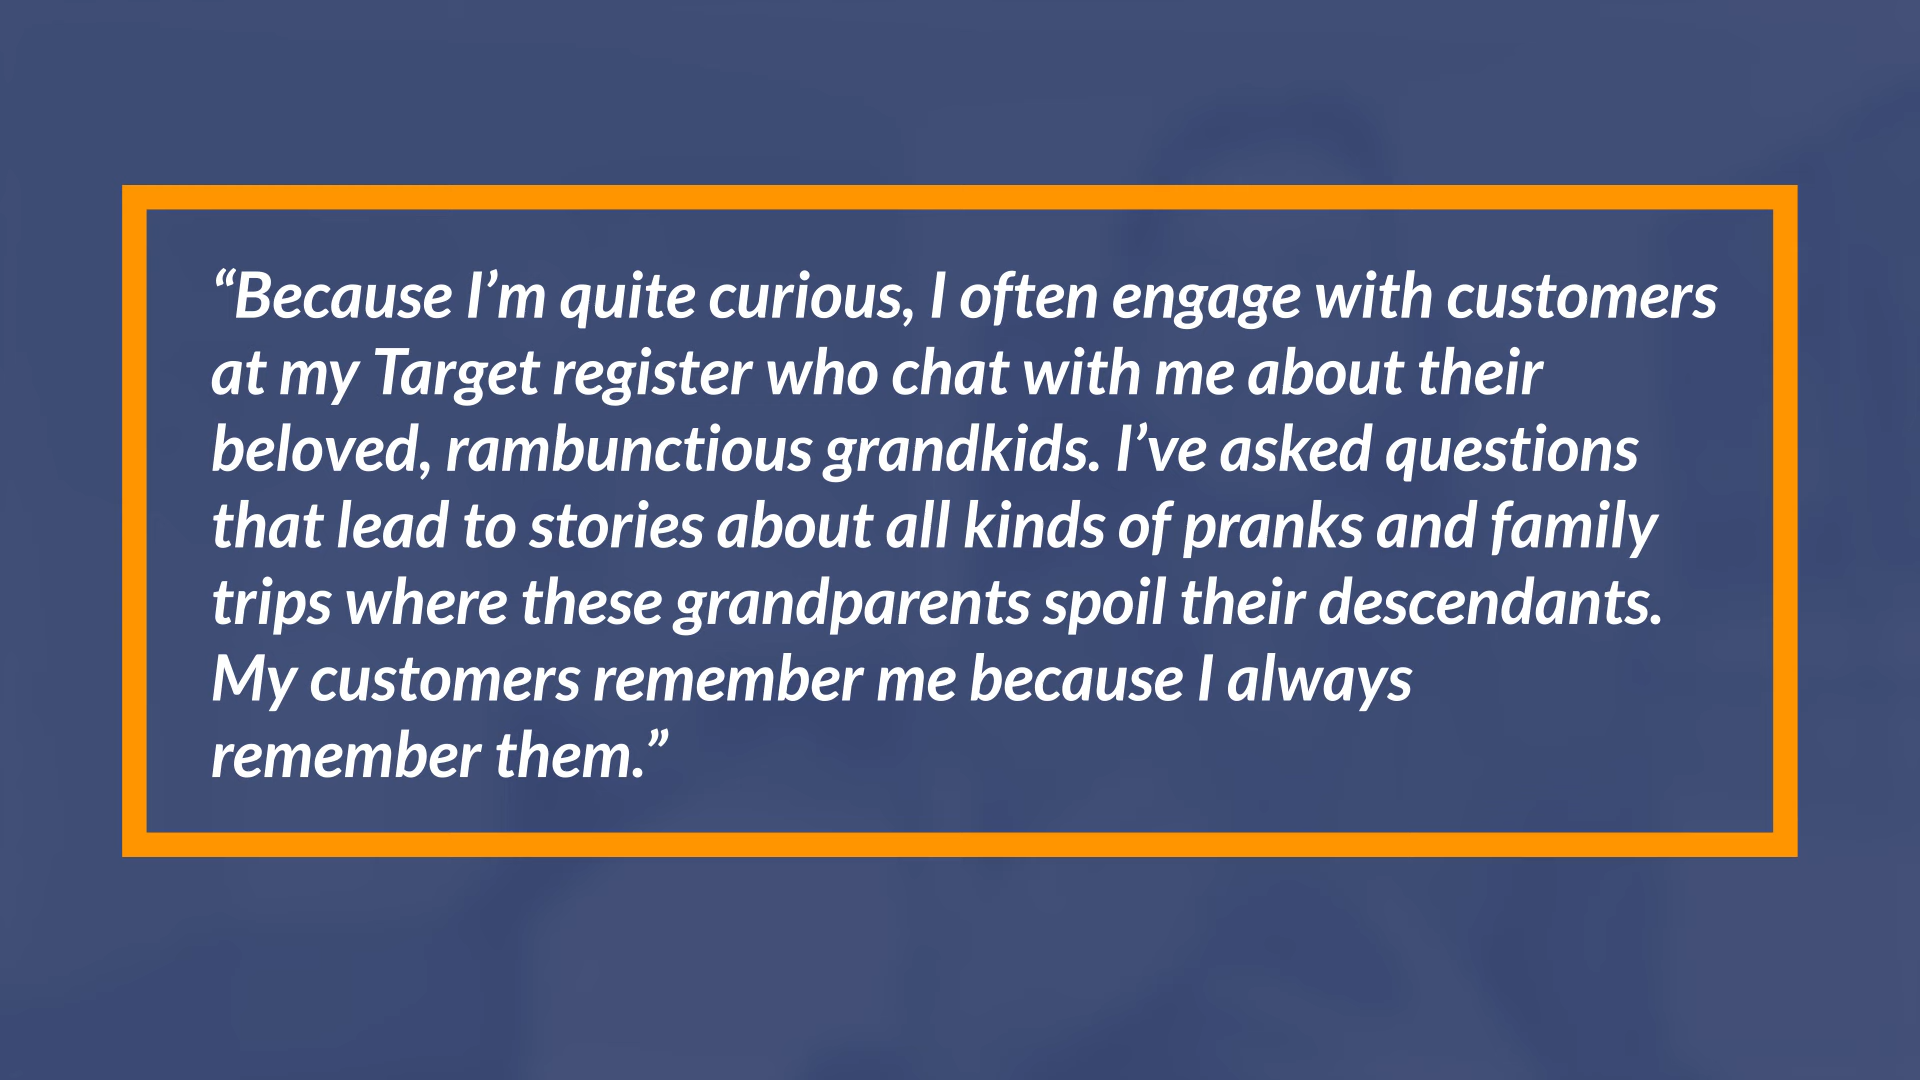 “Because I’m quite curious, I often engage with customers
at my Target register who chat with me about their
beloved, rambunctious grandkids. I’ve asked questions
that lead to stories about all kinds of pranks and family
trips where these grandparents spoil their descendants.
My customers remember me because I always
remember them.”